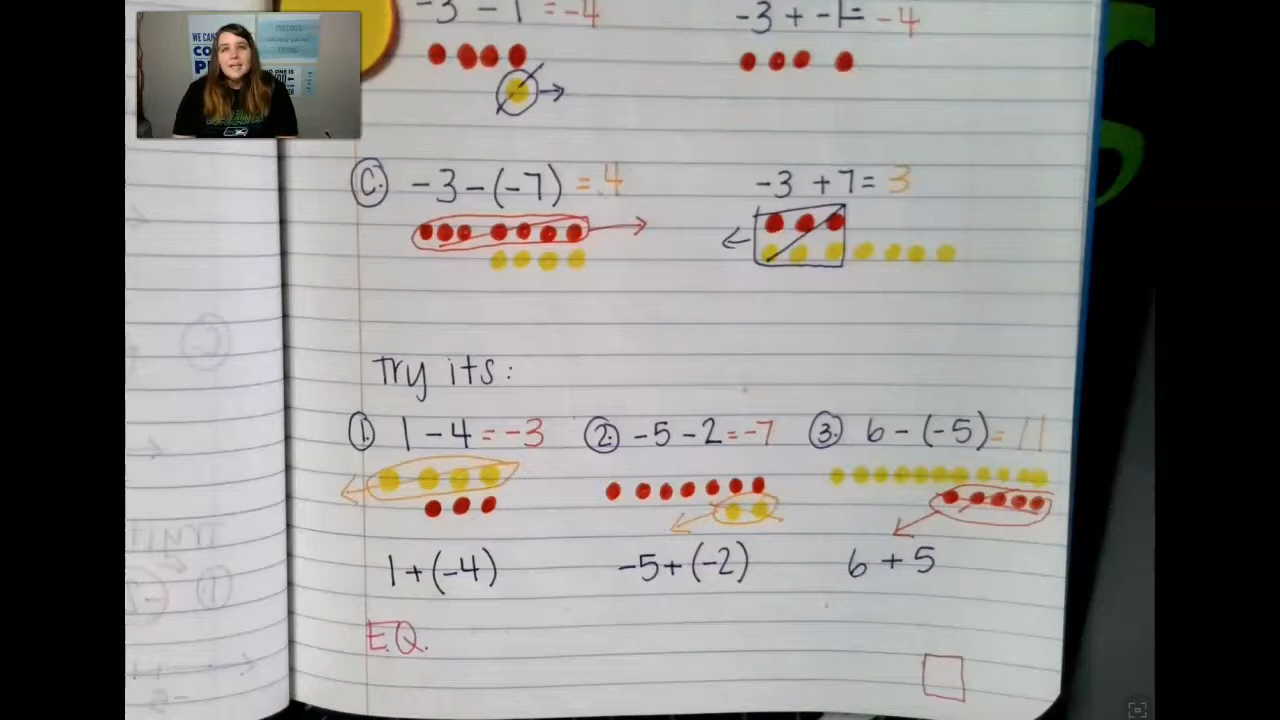 -3 - 1 = -4
-3 + -1 = -4
C. -3 - (-7) = 4
-3 + 7 = 3
Try its:
1. 1 - 4 = -3
2. -5 - 2 = -7
3. 6 - (-5) = 11
1 + (-4)
-5 + (-2)
6 + 5
E.Q.